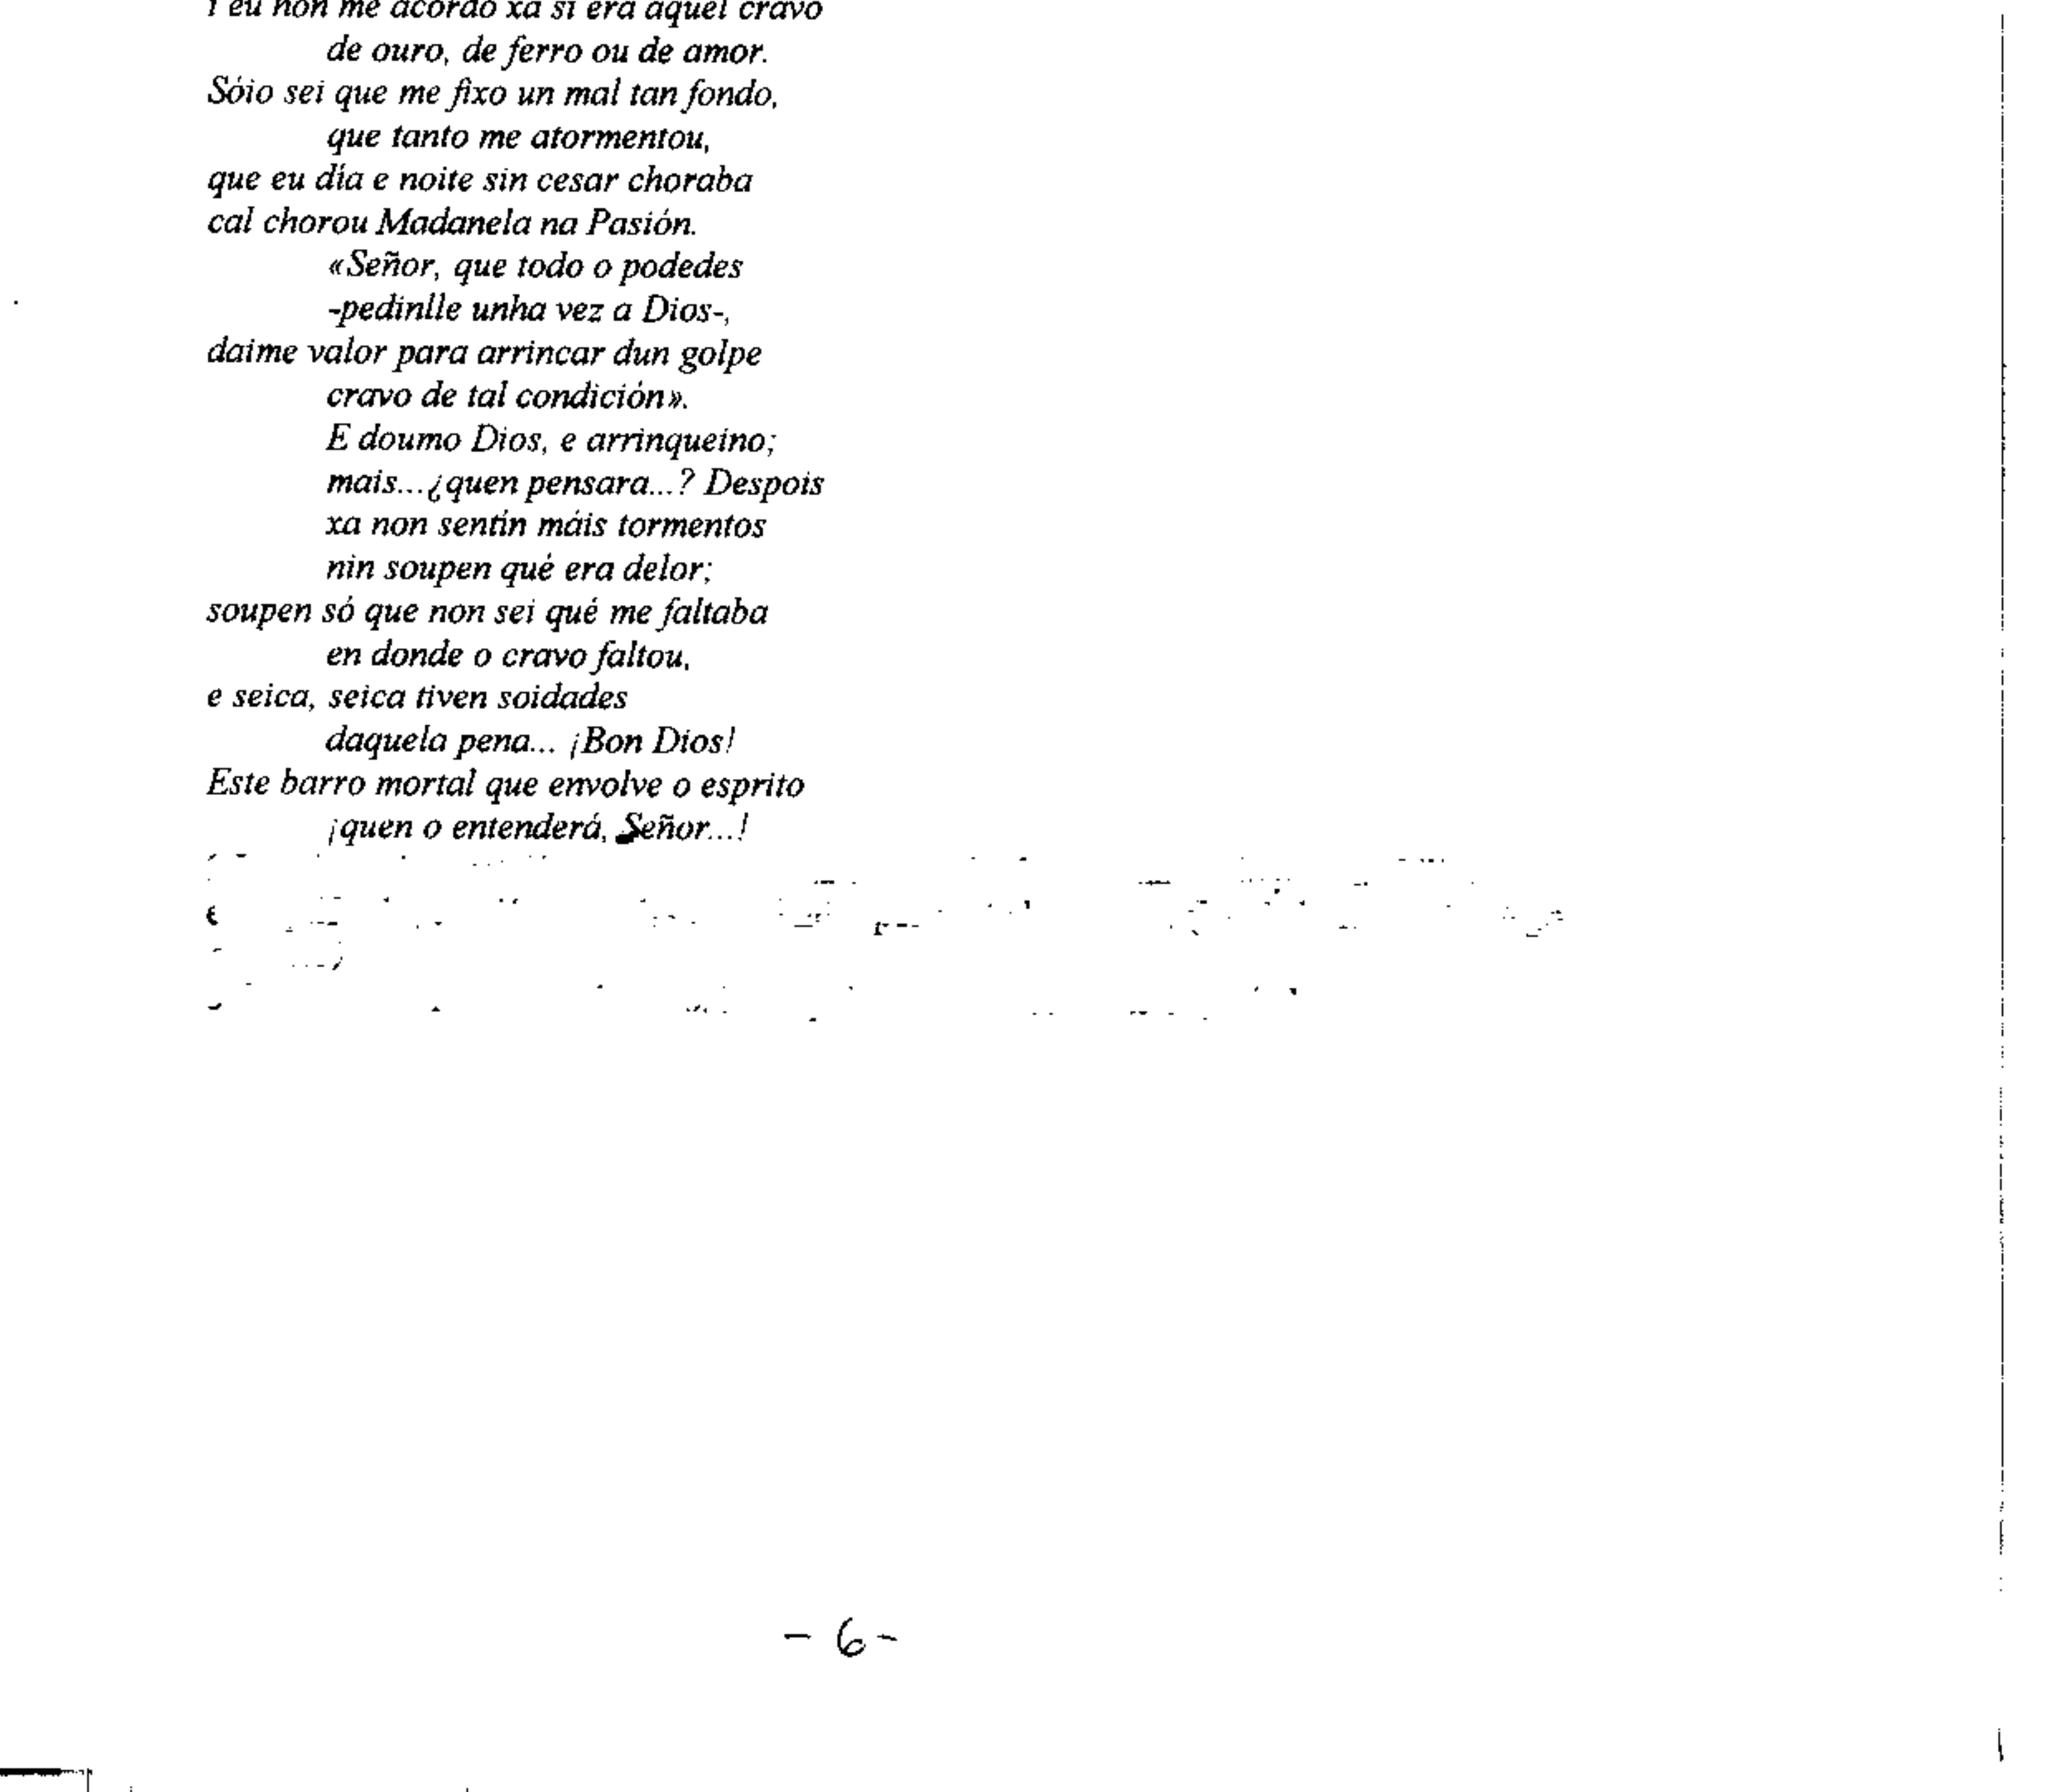 i eu non me acordo xa si era aquel cravo
de ouro, de ferro ou de amor.
Sóio sei que me fixo un mal tan fondo,
que tanto me atormentou,
que eu día e noite sin cesar choraba
cal chorou Madanela na Pasión.
«Señor, que todo o podedes
-pedinlle unha vez a Dios-,
daime valor para arrincar dun golpe
cravo de tal condición».
E doumo Dios, e arrinqueino;
mais...¿quen pensara...? Despois
xa non sentín máis tormentos
nin soupen qué era delor;
soupen só que non sei qué me faltaba
en donde o cravo faltou,
e seica, seica tiven soidades
daquela pena... ¡Bon Dios!
Este barro mortal que envolve o esprito
¡quen o entenderá, Señor...!
- 6 -